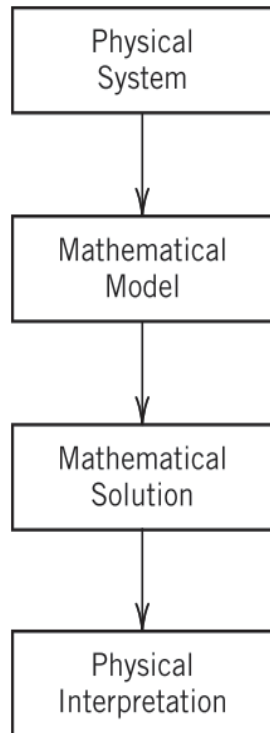 Physical
System
Mathematical
Model
Mathematical
Solution
Physical
Interpretation